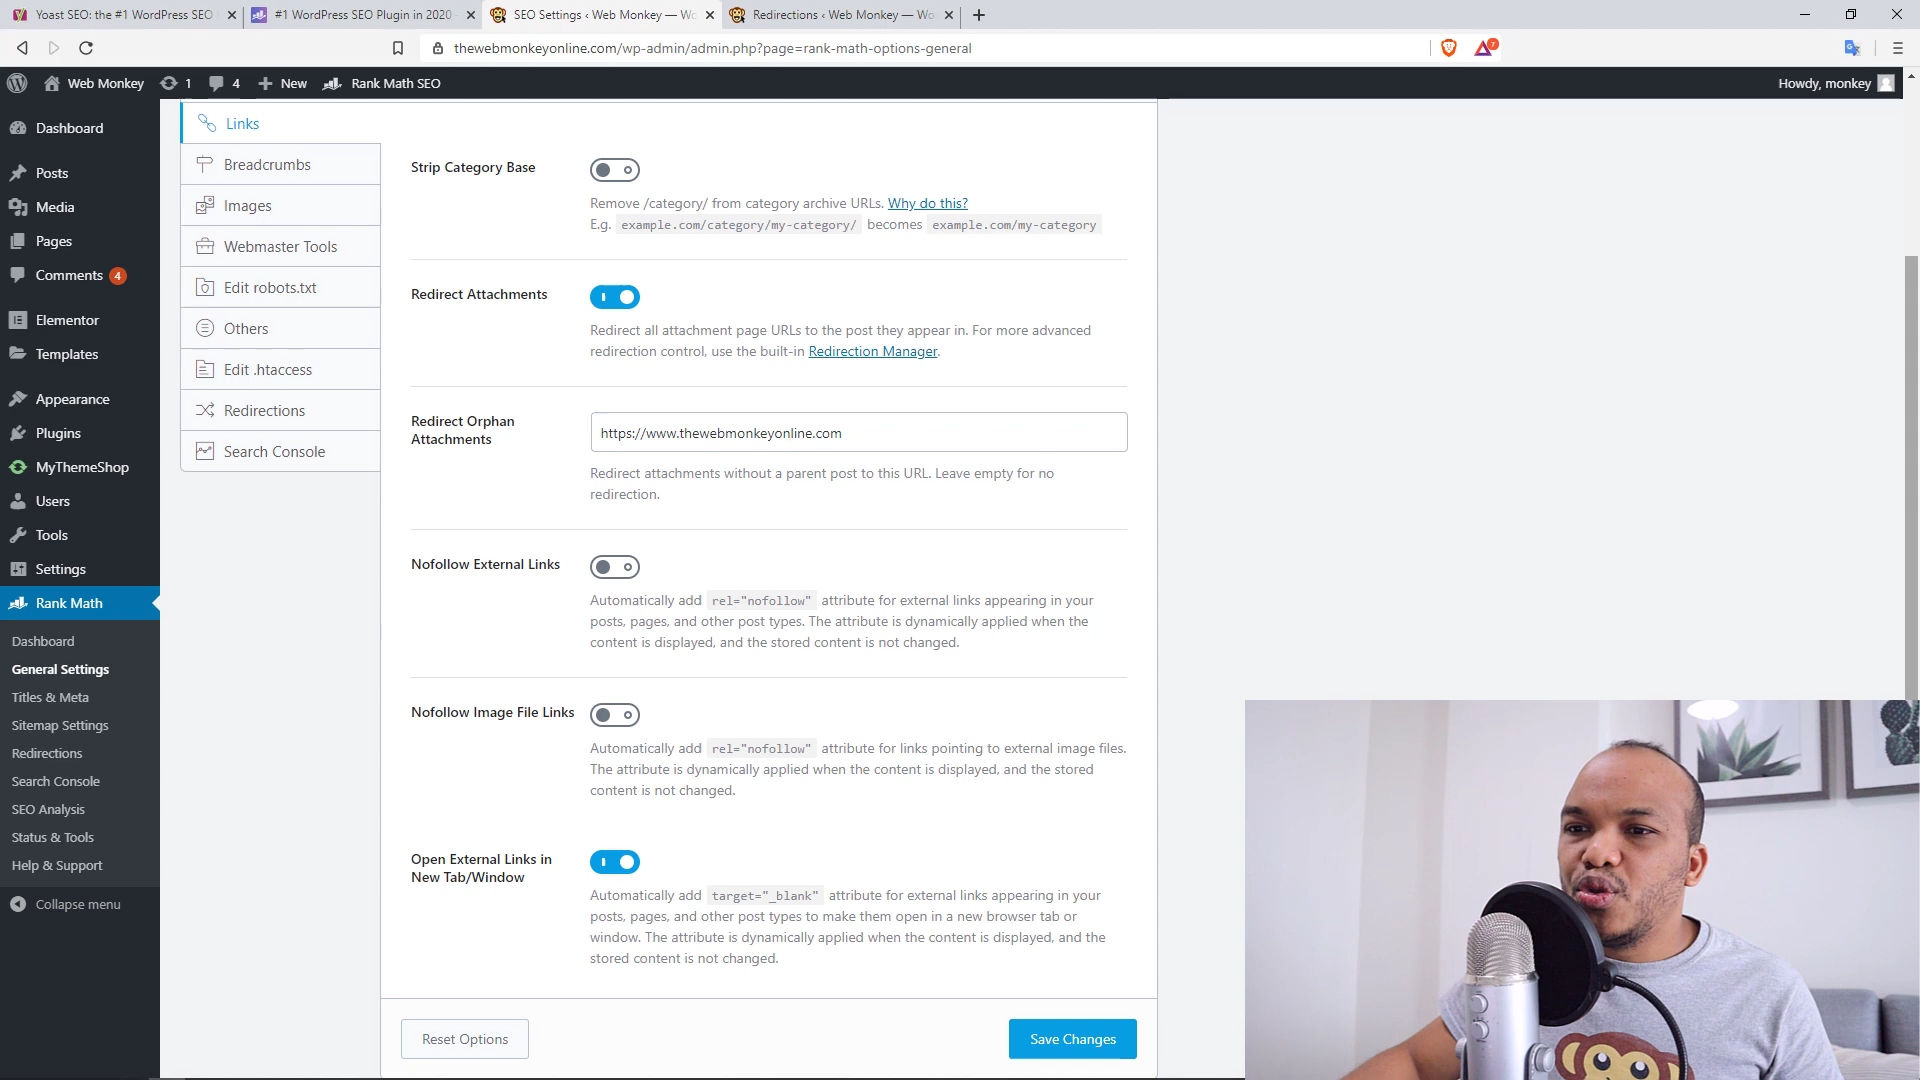 Yoast SEO: the #1 WordPress SEO
#1 WordPress SEO Plugin in 2020
SEO Settings ‹ Web Monkey — Wo
Redirections ‹ Web Monkey — Wo
thewebmonkeyonline.com/wp-admin/admin.php?page=rank-math-options-general
7
Web Monkey
1
4
New
Rank Math SEO
Howdy, monkey
Dashboard
Posts
Media
Pages
Comments 4
Elementor
Templates
Appearance
Plugins
MyThemeShop
Users
Tools
Settings
Rank Math
Dashboard
General Settings
Titles & Meta
Sitemap Settings
Redirections
Search Console
SEO Analysis
Status & Tools
Help & Support
Collapse menu
Links
Breadcrumbs
Images
Webmaster Tools
Edit robots.txt
Others
Edit .htaccess
Redirections
Search Console
Strip Category Base
Remove /category/ from category archive URLs. Why do this?
E.g. example.com/category/my-category/ becomes example.com/my-category
Redirect Attachments
Redirect all attachment page URLs to the post they appear in. For more advanced
redirection control, use the built-in Redirection Manager.
Redirect Orphan
Attachments
https://www.thewebmonkeyonline.com
Redirect attachments without a parent post to this URL. Leave empty for no
redirection.
Nofollow External Links
Automatically add rel="nofollow" attribute for external links appearing in your
posts, pages, and other post types. The attribute is dynamically applied when the
content is displayed, and the stored content is not changed.
Nofollow Image File Links
Automatically add rel="nofollow" attribute for links pointing to external image files.
The attribute is dynamically applied when the content is displayed, and the stored
content is not changed.
Open External Links in
New Tab/Window
Automatically add target="_blank" attribute for external links appearing in your
posts, pages, and other post types to make them open in a new browser tab or
window. The attribute is dynamically applied when the content is displayed, and the
stored content is not changed.
Reset Options
Save Changes